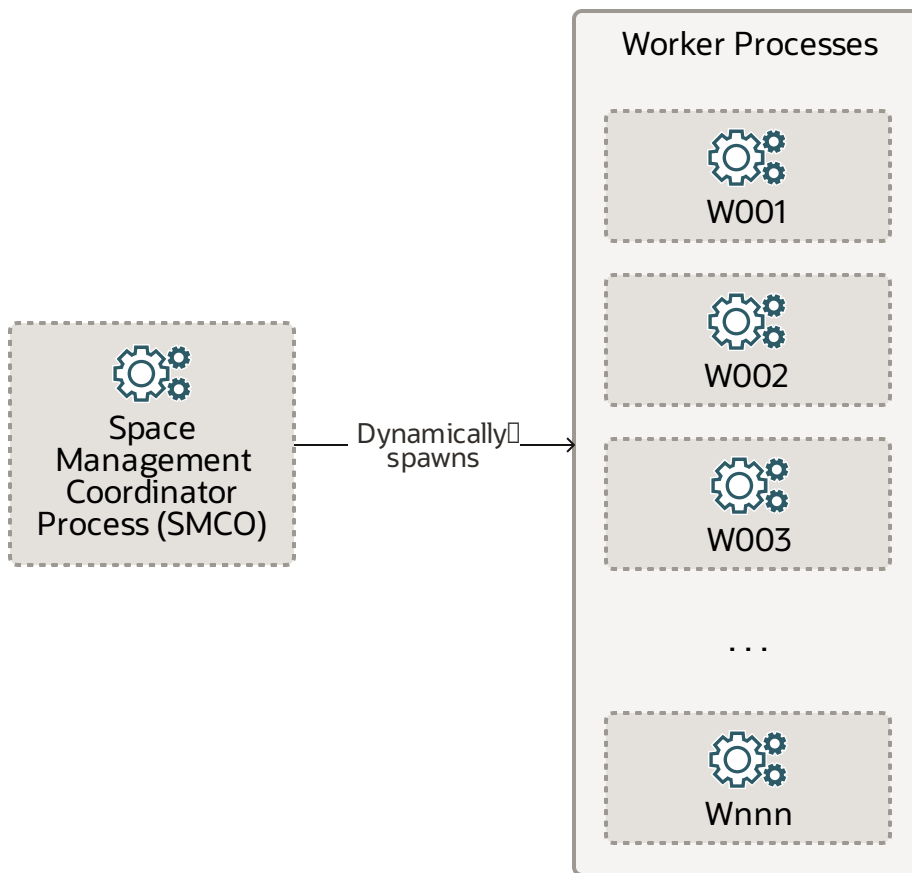 Worker Processes
W001
W002
W003
. . .
Wnnn
Space
Management
Coordinator
Process (SMCO)
Dynamically
spawns